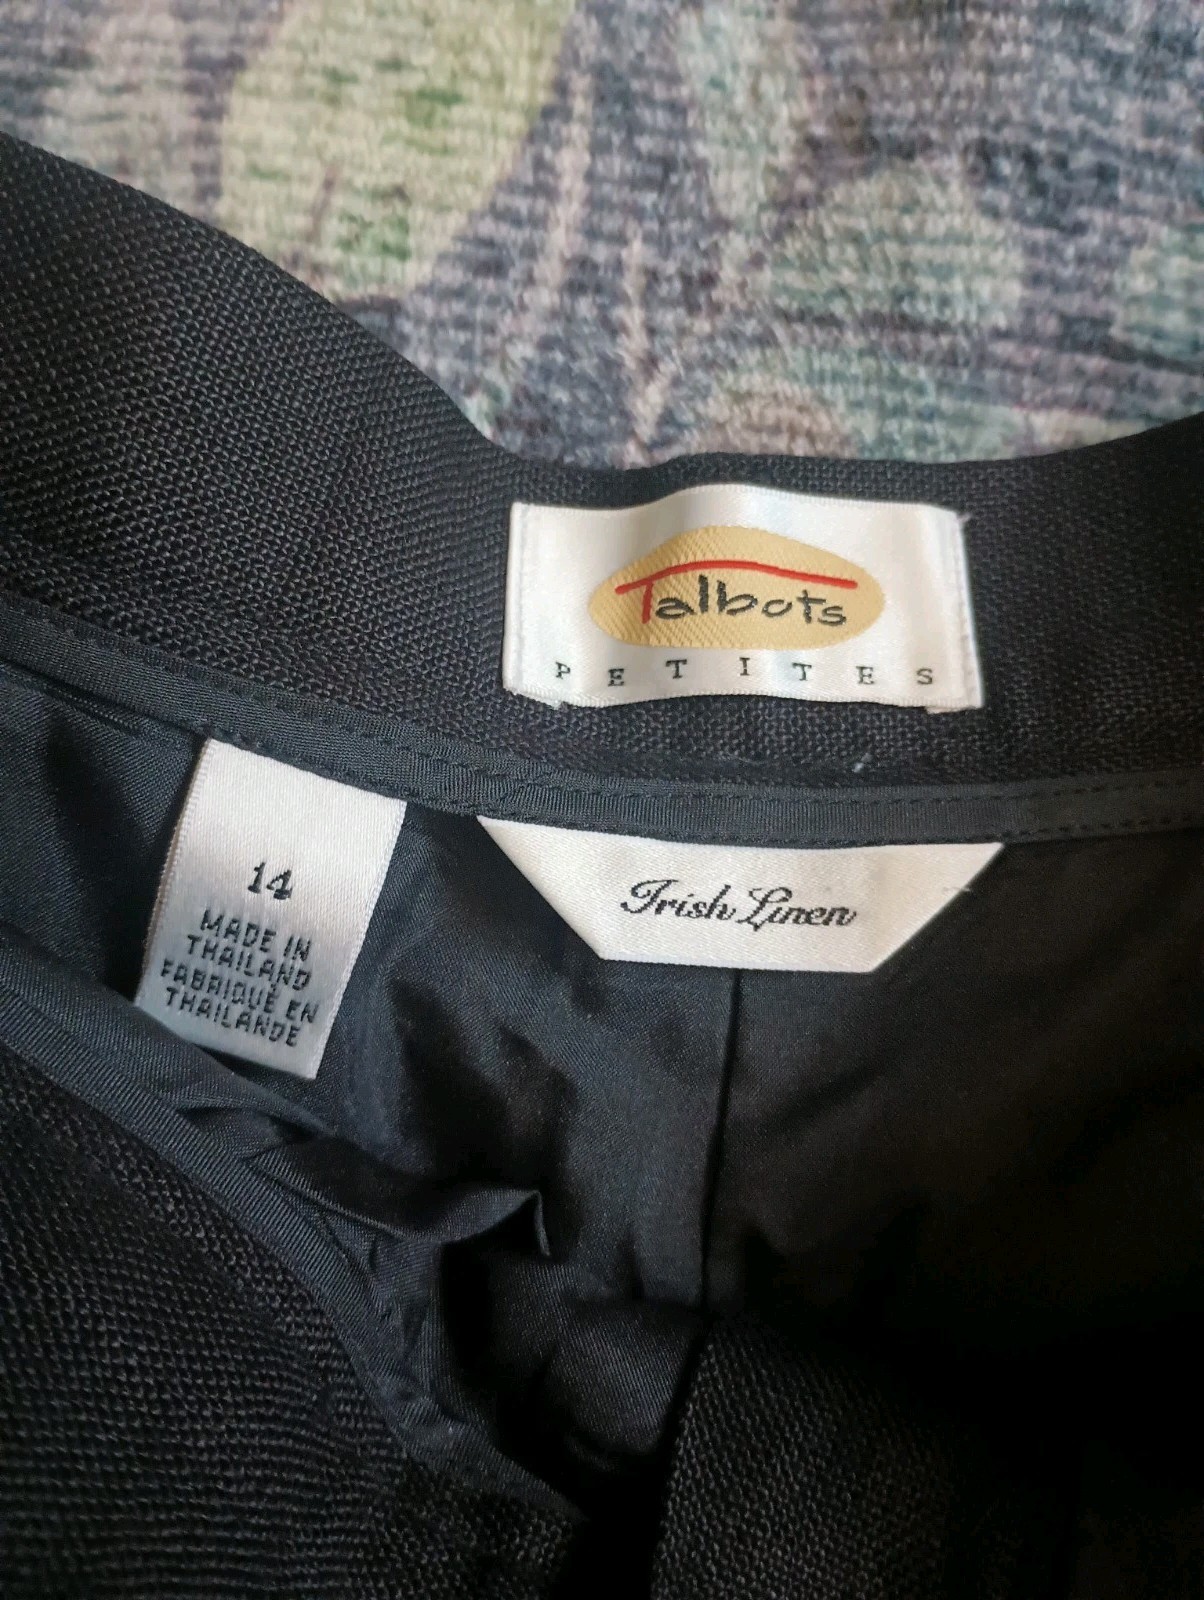 Talbots
PETITES
14
MADE IN
THAILAND
FABRIQUÉ EN
THAILANDE
Irish Linen